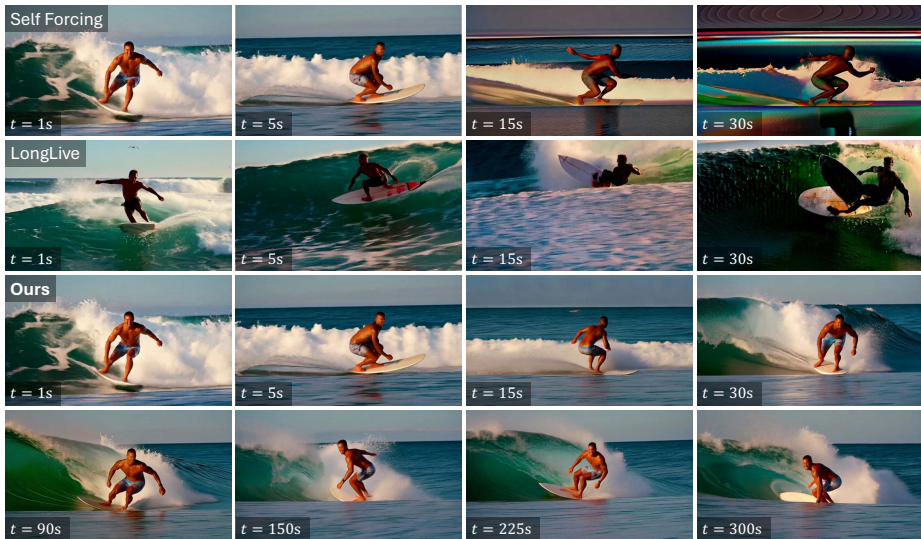 Self Forcing
t = 1s
t = 5s
t = 15s
t = 30s
LongLive
t = 1s
t = 5s
t = 15s
t = 30s
Ours
t = 1s
t = 5s
t = 15s
t = 30s
t = 90s
t = 150s
t = 225s
t = 300s